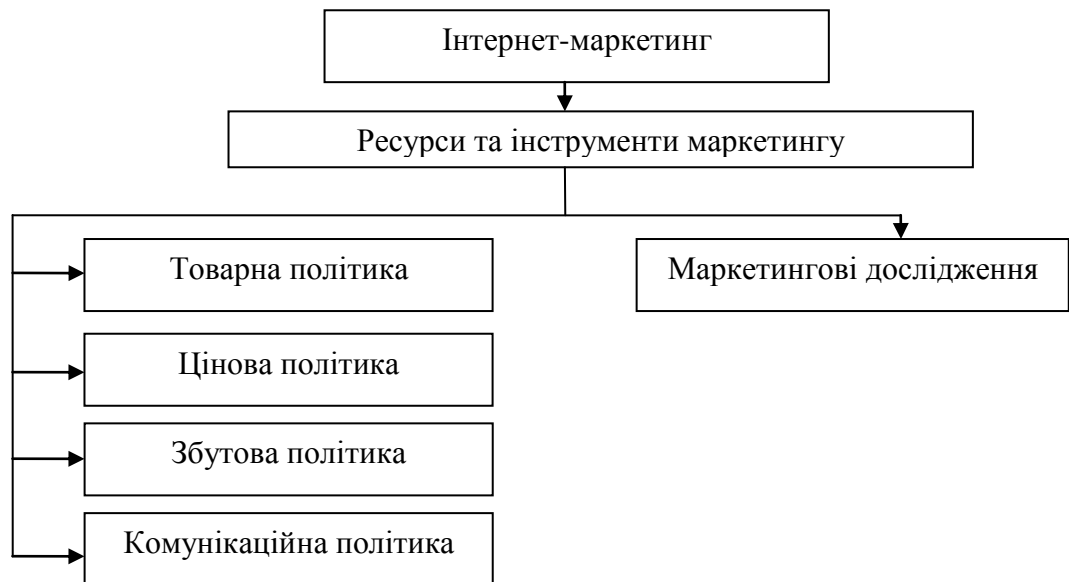 Інтернет-маркетинг
Ресурси та інструменти маркетингу
Товарна політика
Маркетингові дослідження
Цінова політика
Збутова політика
Комунікаційна політика